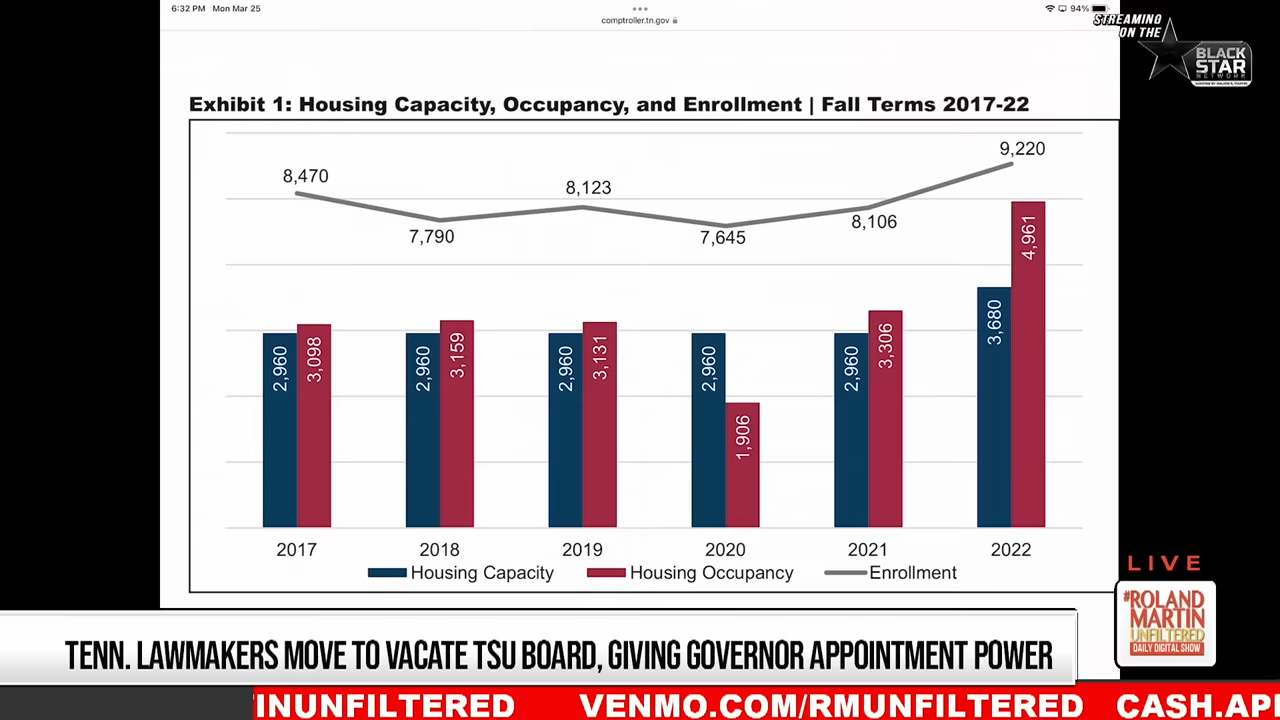 6:32 PM Mon Mar 25
94%
comptroller.tn.gov
STREAMING
ON THE
BLACK
STAR
NETWORK
Exhibit 1: Housing Capacity, Occupancy, and Enrollment | Fall Terms 2017-22
8,470
7,790
8,123
7,645
8,106
9,220
2,960
3,098
2,960
3,159
2,960
3,131
2,960
1,906
2,960
3,306
3,680
4,961
2017
2018
2019
2020
2021
2022
Housing Capacity
Housing Occupancy
Enrollment
LIVE
#ROLAND
MARTIN
UNFILTERED
DAILY DIGITAL SHOW
TENN. LAWMAKERS MOVE TO VACATE TSU BOARD, GIVING GOVERNOR APPOINTMENT POWER
INUNFILTERED VENMO.COM/RMUNFILTERED CASH.AP